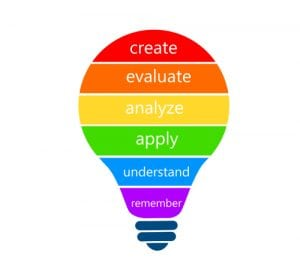 create
evaluate
analyze
apply
understand
remember